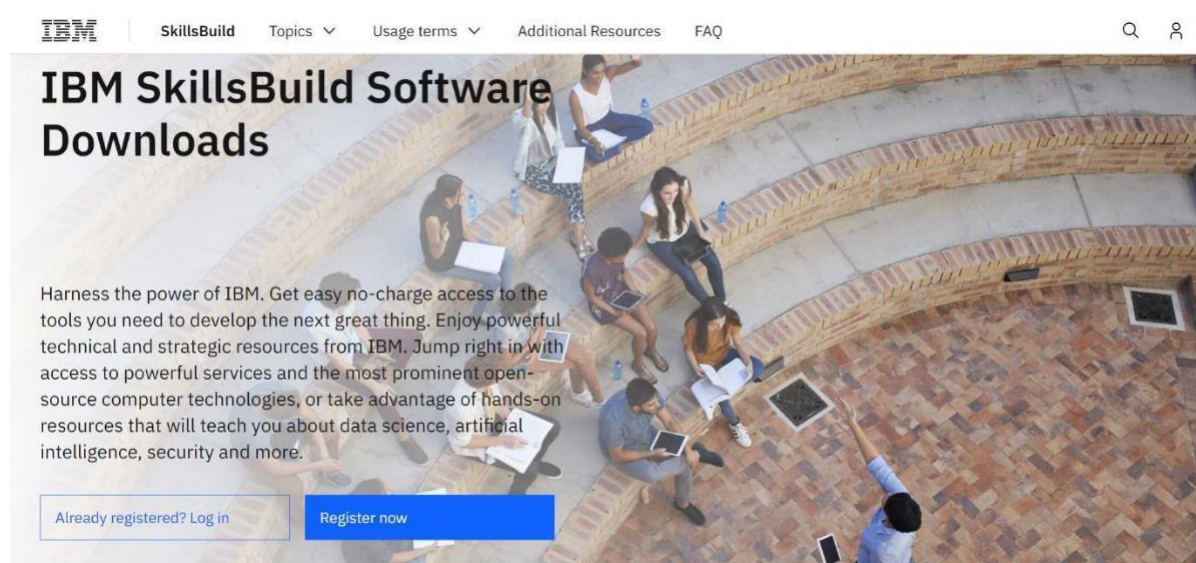 IBM SkillsBuild Topics Usage terms Additional Resources FAQ
IBM SkillsBuild Software
Downloads
Harness the power of IBM. Get easy no-charge access to the
tools you need to develop the next great thing. Enjoy powerful
technical and strategic resources from IBM. Jump right in with
access to powerful services and the most prominent open-
source computer technologies, or take advantage of hands-on
resources that will teach you about data science, artificial
intelligence, security and more.
Already registered? Log in Register now